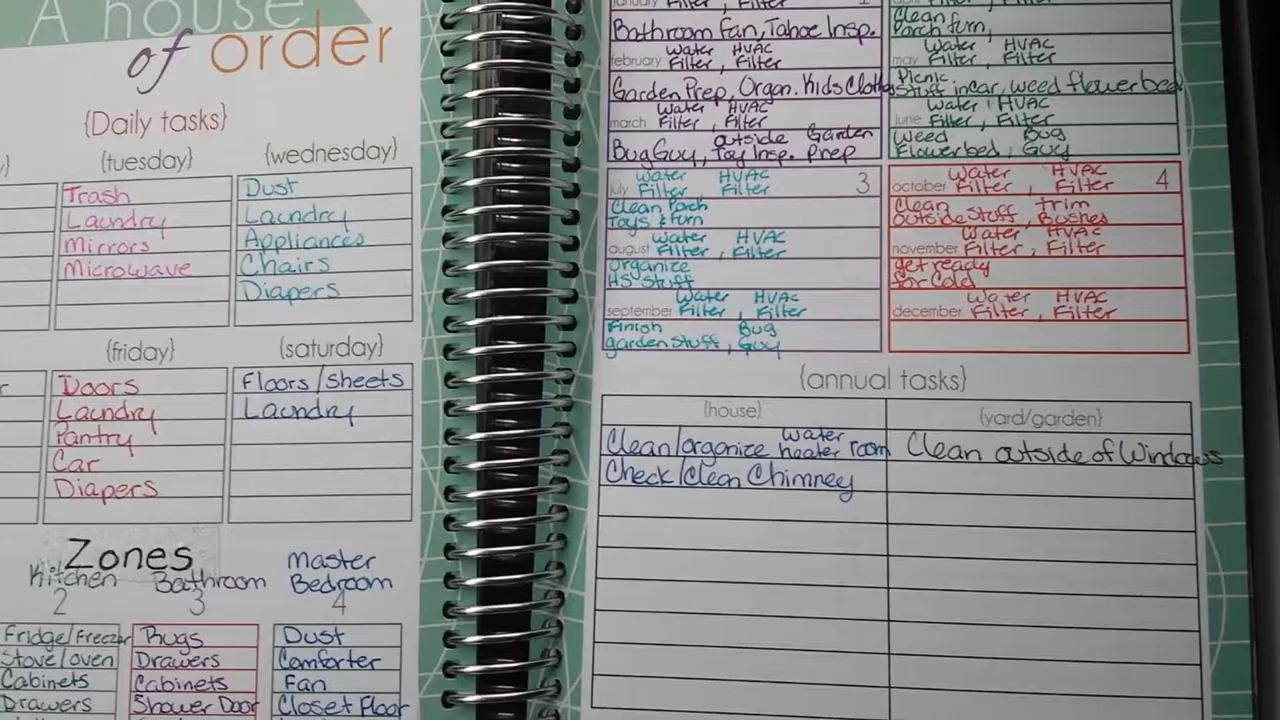 A house
of order
{Daily tasks}
{tuesday}
{wednesday}
Trash
Laundry
Mirrors
Microwave
Dust
Laundry
Appliances
Chairs
Diapers
{friday}
{saturday}
Doors
Laundry
Pantry
Car
Diapers
Floors/Sheets
Laundry
Zones
Kitchen
2
Bathroom
3
Master
Bedroom
4
Fridge/Freezer
Stove/oven
Cabinets
Drawers
Rugs
Drawers
Cabinets
Shower Door
Dust
Comforter
Fan
Closet Floor
january Filter, Filter
Bathroom Fan, Tahoe Insp.
Water HVAC
february Filter, Filter
Garden Prep, Organ. Kids Clothes
Water HVAC
march Filter, Filter
outside Garden
Bug Guy, Toy Insp. Prep
Filter, Filter
Clean furn,
Porch furn,
Water HVAC
may Filter, Filter
Picnic
Stuff in car, weed flowerbed
Water HVAC
june Filter, Filter
Weed Bug
Flowerbed, Guy
Water HVAC 3
july Filter, Filter
Clean Porch
Toys & furn
Water HVAC
august Filter, Filter
Organize
HS Stuff
Water HVAC
september Filter, Filter
Finish Bug
garden stuff, Guy
Water HVAC 4
october Filter, Filter
Clean trim
outside stuff, Bushes
Water HVAC
november Filter, Filter
get ready
for cold
Water HVAC
december Filter, Filter
{annual tasks}
{house}
{yard/garden}
water
Clean/organize heater room
Check/Clean Chimney
Clean outside of Windows